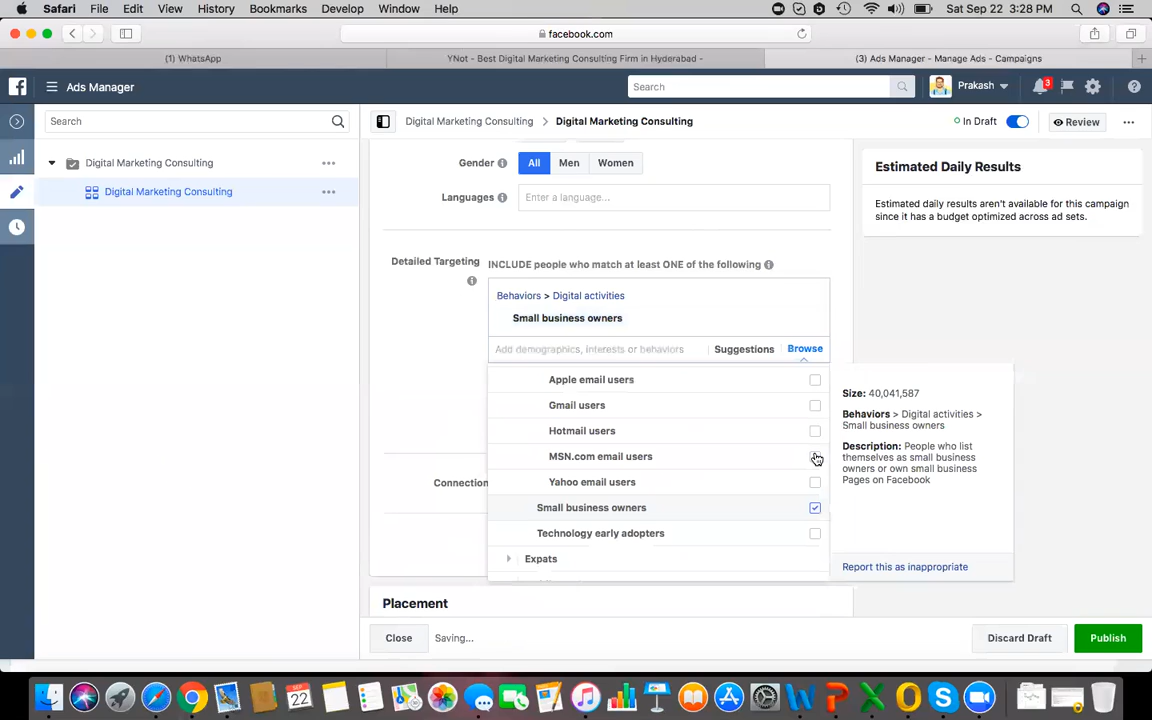 Safari File Edit View History Bookmarks Develop Window Help Sat Sep 22 3:28 PM
facebook.com
(1) WhatsApp YNot - Best Digital Marketing Consulting Firm in Hyderabad - (3) Ads Manager - Manage Ads - Campaigns
Ads Manager Search Prakash 3
Search Digital Marketing Consulting > Digital Marketing Consulting In Draft Review
Digital Marketing Consulting
Digital Marketing Consulting
Gender All Men Women
Languages Enter a language...
Detailed Targeting INCLUDE people who match at least ONE of the following
Behaviors > Digital activities
Small business owners
Add demographics, interests or behaviors Suggestions Browse
Apple email users
Gmail users
Hotmail users
MSN.com email users
Yahoo email users
Small business owners
Technology early adopters
Expats
Connection
Size: 40,041,587
Behaviors > Digital activities >
Small business owners
Description: People who list
themselves as small business
owners or own small business
Pages on Facebook
Report this as inappropriate
Estimated Daily Results
Estimated daily results aren't available for this campaign
since it has a budget optimized across ad sets.
Placement
Close Saving... Discard Draft Publish
SEP
22